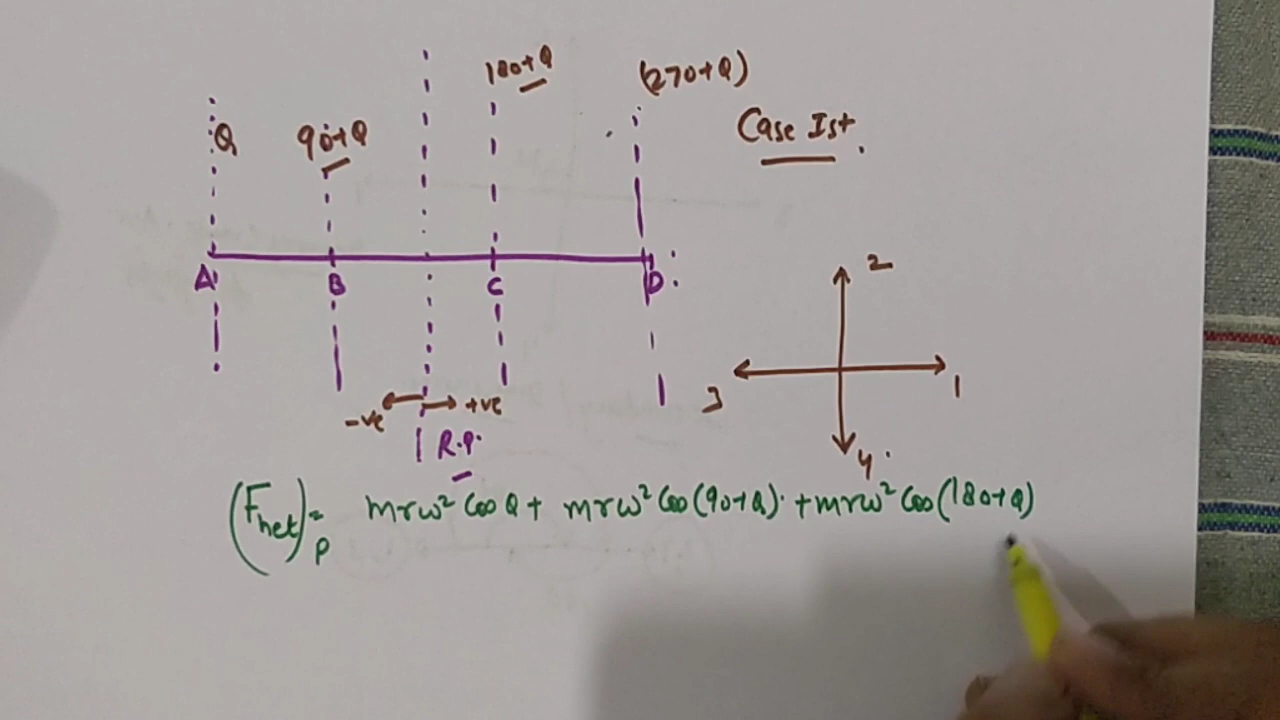 180+Q (270+Q)
Q 90+Q Case Ist.
A B C D
2
3 1
-ve +ve
R.P. 4
(Fnet)p = mrω² Cos Q + mrω² Cos(90+Q) + mrω² Cos(180+Q)